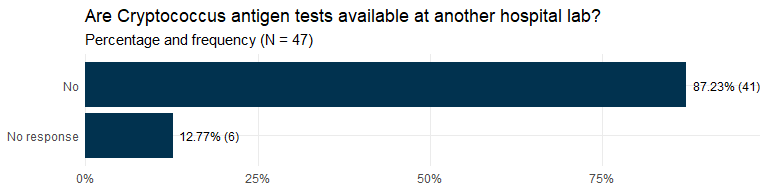 Are Cryptococcus antigen tests available at another hospital lab?
Percentage and frequency (N = 47)
No
87.23% (41)
No response
12.77% (6)
0%
25%
50%
75%